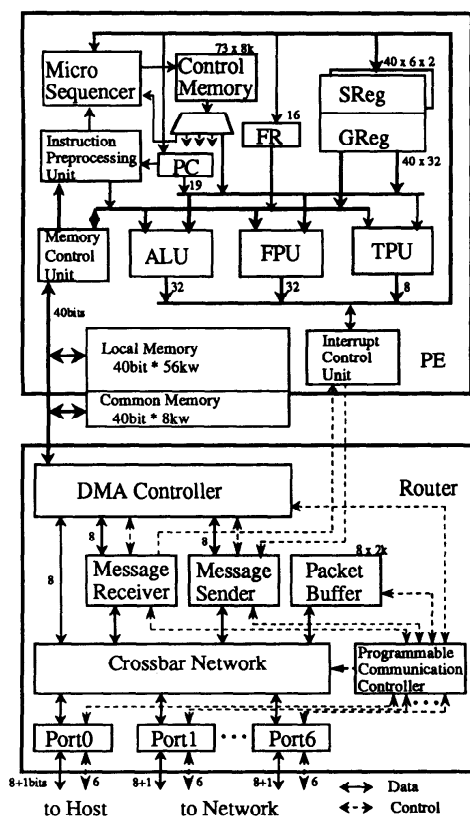 73 x 8k
40 x 6 x 2
Micro
Sequencer
Control
Memory
SReg
16
FR
GReg
Instruction
Preprocessing
Unit
PC
19
40 x 32
Memory
Control
Unit
ALU
FPU
TPU
32
32
8
40bits
Local Memory
40bit * 56kw
Interrupt
Control
Unit
PE
Common Memory
40bit * 8kw
DMA Controller
Router
8
8
8
8 x 2k
Message
Receiver
Message
Sender
Packet
Buffer
Crossbar Network
Programmable
Communication
Controller
Port0
Port1
Port6
8+1bits
6
8+1
6
8+1
6
Data
Control
to Host
to Network